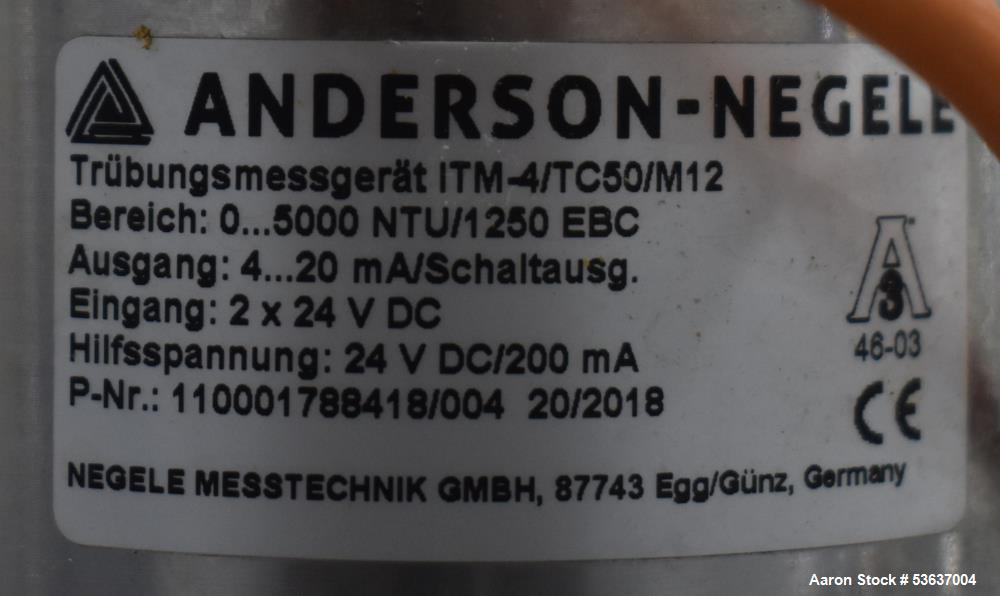 ANDERSON-NEGELE
Trübungsmessgerät ITM-4/TC50/M12
Bereich: 0...5000 NTU/1250 EBC
Ausgang: 4...20 mA/Schaltausg.
Eingang: 2 x 24 V DC
Hilfsspannung: 24 V DC/200 mA
P-Nr.: 110001788418/004 20/2018
A
3
46-03
CE
NEGELE MESSTECHNIK GMBH, 87743 Egg/Günz, Germany
Aaron Stock # 53637004